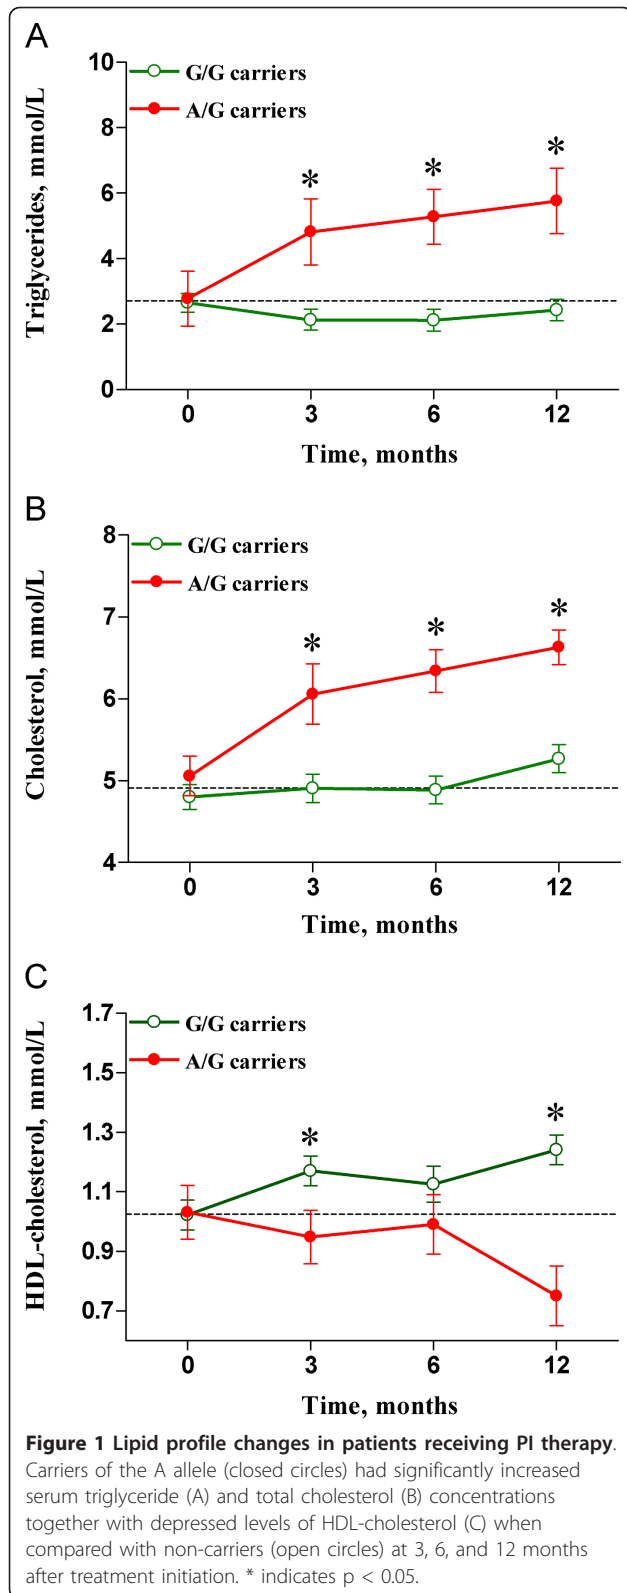 A
Triglycerides, mmol/L
10
8
6
4
2
0
G/G carriers
A/G carriers
*
*
*
0 3 6 12
Time, months
B
Cholesterol, mmol/L
8
7
6
5
4
G/G carriers
A/G carriers
*
*
*
0 3 6 12
Time, months
C
HDL-cholesterol, mmol/L
1.7
1.5
1.3
1.1
0.9
0.7
G/G carriers
A/G carriers
*
*
0 3 6 12
Time, months
Figure 1 Lipid profile changes in patients receiving PI therapy.
Carriers of the A allele (closed circles) had significantly increased
serum triglyceride (A) and total cholesterol (B) concentrations
together with depressed levels of HDL-cholesterol (C) when
compared with non-carriers (open circles) at 3, 6, and 12 months
after treatment initiation. * indicates p < 0.05.